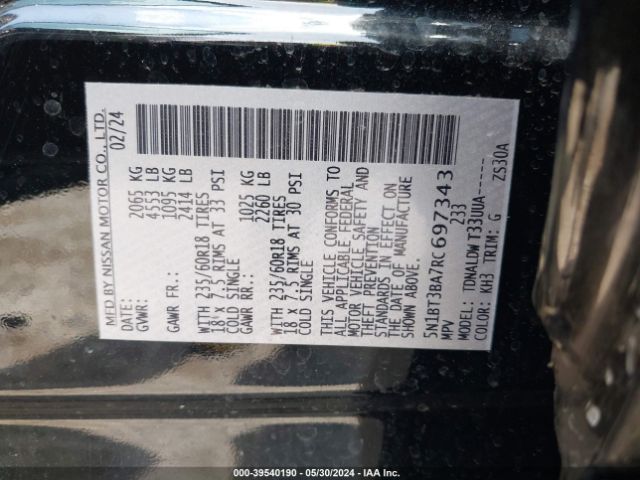 MFD BY NISSAN MOTOR CO., LTD.
02/24
GVWR: 2065 KG
4553 LB
GAWR FR.: 1095 KG
2414 LB
WITH 235/60R18 TIRES
18 X 7.5 RIMS AT 33 PSI
COLD SINGLE
GAWR RR.: 1025 KG
2260 LB
WITH 235/60R18 TIRES
18 X 7.5 RIMS AT 30 PSI
COLD SINGLE
THIS VEHICLE CONFORMS TO
ALL APPLICABLE FEDERAL
MOTOR VEHICLE SAFETY AND
THEFT PREVENTION
STANDARDS IN EFFECT ON
THE DATE OF MANUFACTURE
SHOWN ABOVE.
5N1BT3BA7RC697343
MPV 233
MODEL: TDNALDW T33UUA------
COLOR: KH3 TRIM: G ZS30A
000-39540190 - 05/30/2024 - IAA Inc.